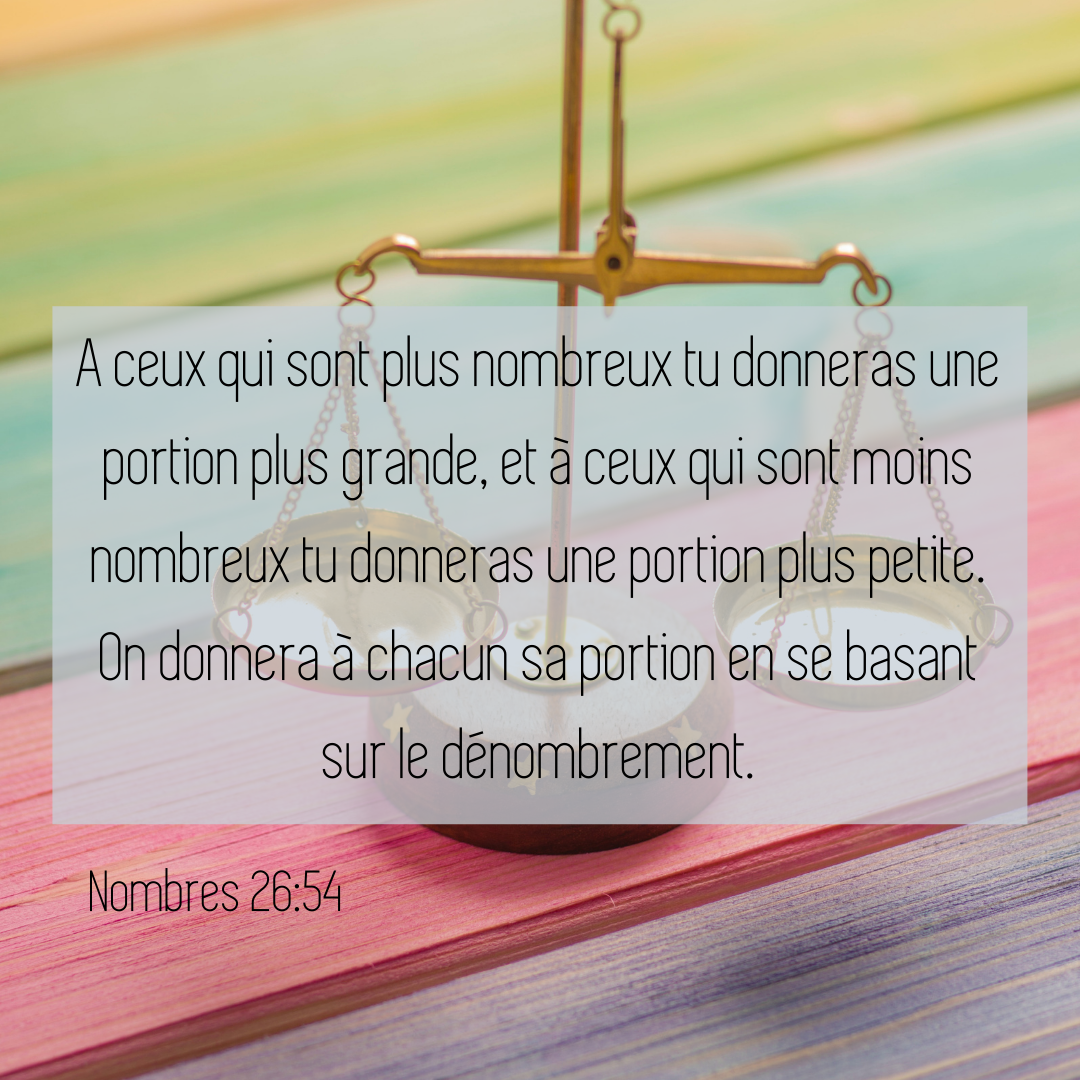 A ceux qui sont plus nombreux tu donneras une
portion plus grande, et à ceux qui sont moins
nombreux tu donneras une portion plus petite.
On donnera à chacun sa portion en se basant
sur le dénombrement.
Nombres 26:54